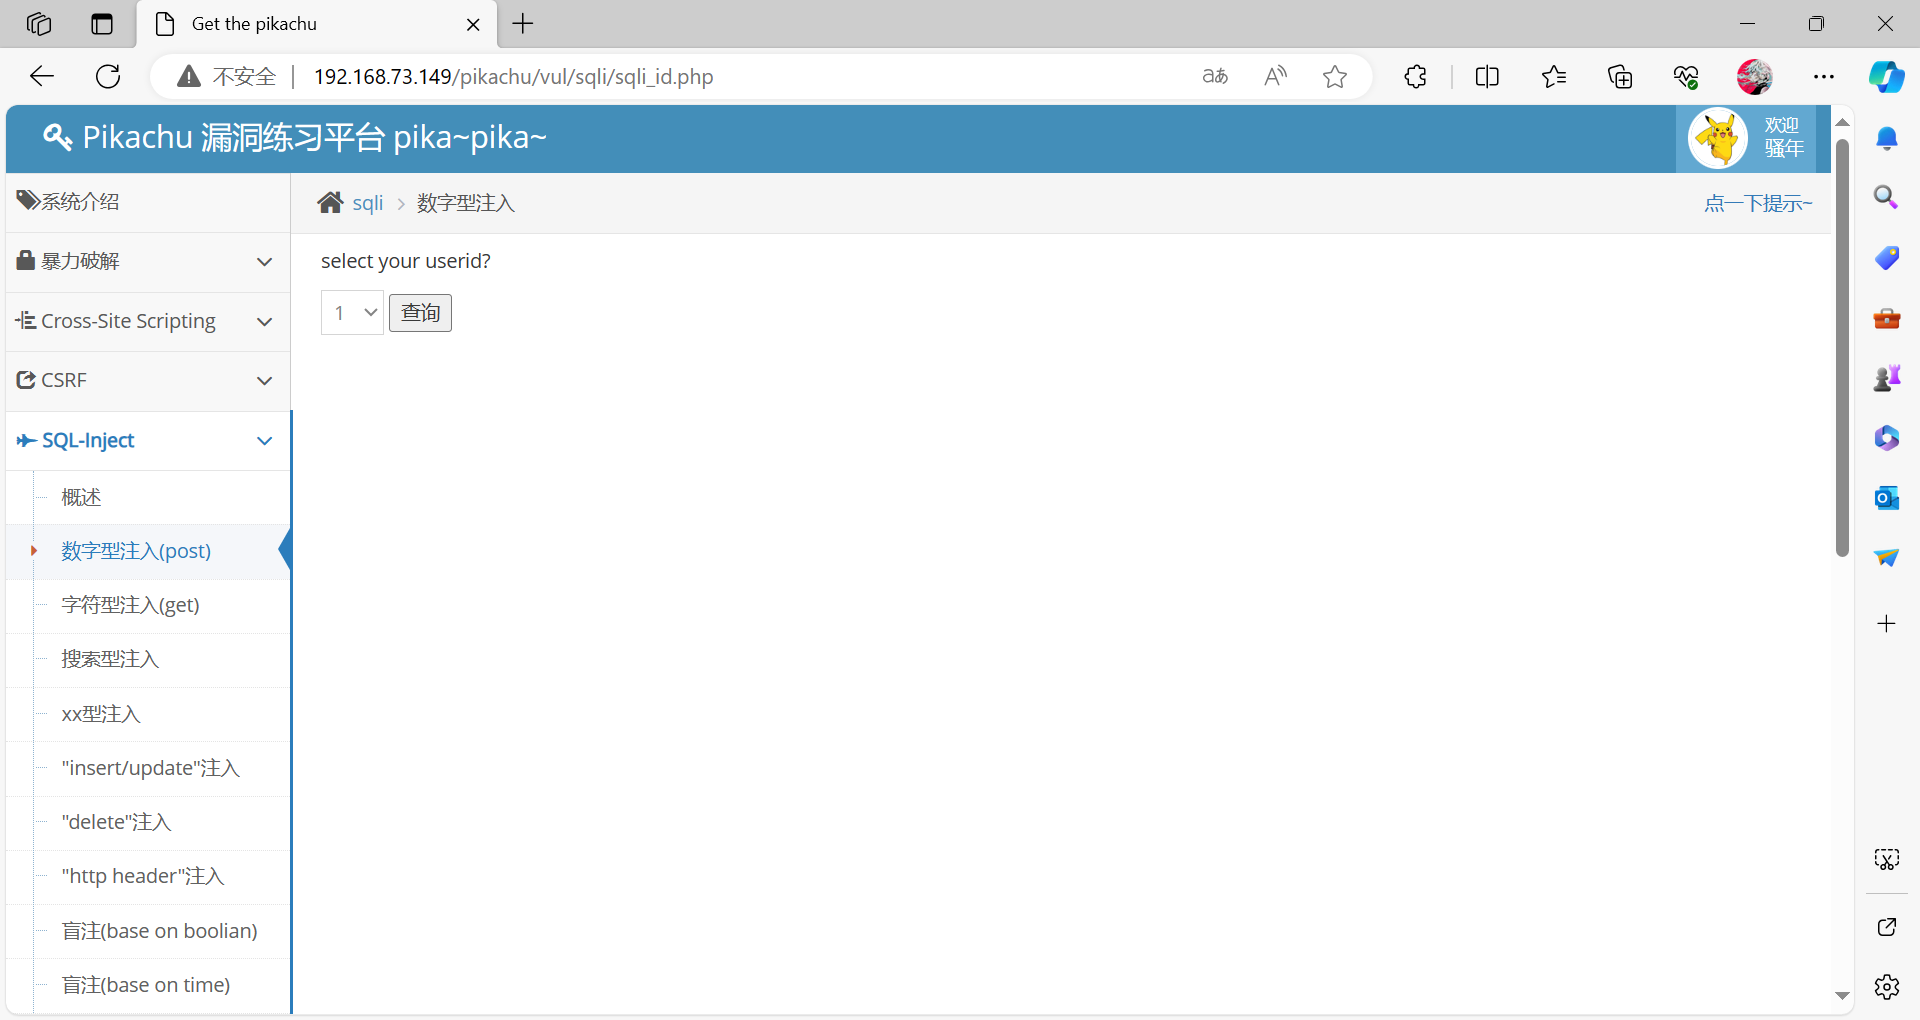 Get the pikachu
不安全 192.168.73.149/pikachu/vul/sqli/sqli_id.php
Pikachu 漏洞练习平台 pika~pika~
欢迎
骚年
系统介绍
sqli > 数字型注入
点一下提示~
暴力破解
Cross-Site Scripting
CSRF
SQL-Inject
概述
数字型注入(post)
字符型注入(get)
搜索型注入
xx型注入
"insert/update"注入
"delete"注入
"http header"注入
盲注(base on boolian)
盲注(base on time)
select your userid?
1 查询